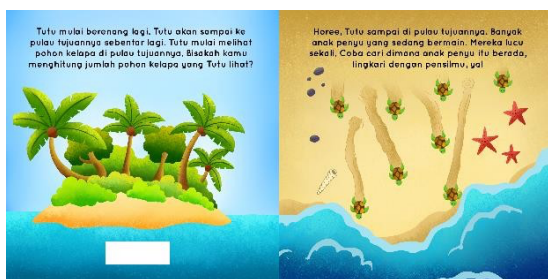 Tutu mulai berenang lagi. Tutu akan sampai ke
pulau tujuannya sebentar lagi. Tutu mulai melihat
pohon kelapa di pulau tujuannya. Bisakah kamu
menghitung jumlah pohon kelapa yang Tutu lihat?
Horee, Tutu sampai di pulau tujuannya. Banyak
anak penyu yang sedang bermain. Mereka lucu
sekali. Coba cari dimana anak penyu itu berada,
lingkari dengan pensilmu, ya!